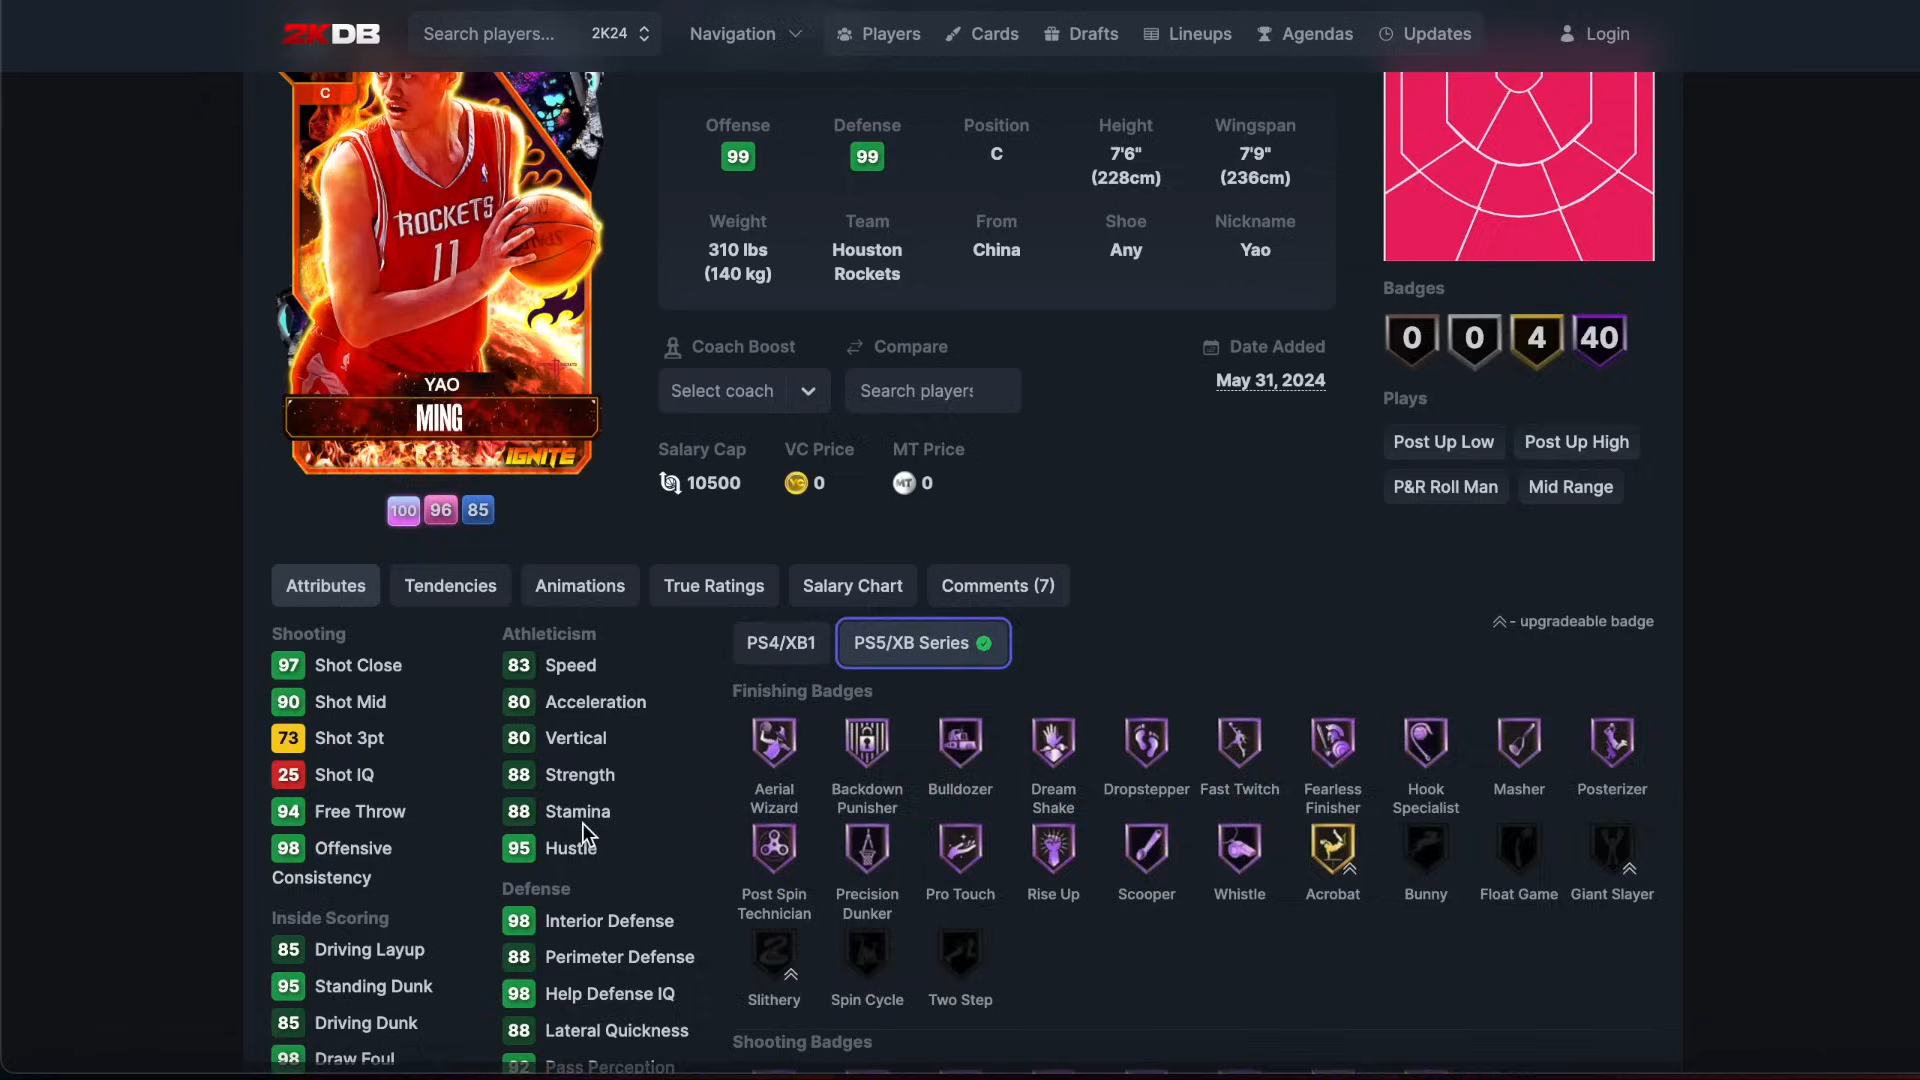 2KDB
Search players...
2K24
Navigation
Players
Cards
Drafts
Lineups
Agendas
Updates
Login
C
ROCKETS
11
YAO
MING
IGNITE
100 96 85
Offense Defense Position Height Wingspan
99 99 C 7'6" 7'9"
(228cm) (236cm)
Weight Team From Shoe Nickname
310 lbs Houston China Any Yao
(140 kg) Rockets
Coach Boost
Compare
Date Added
Select coach
Search players
May 31, 2024
Salary Cap VC Price MT Price
10500 VC 0 MT 0
Badges
0 0 4 40
Plays
Post Up Low Post Up High
P&R Roll Man Mid Range
Attributes Tendencies Animations True Ratings Salary Chart Comments (7)
- upgradeable badge
Shooting
97 Shot Close
90 Shot Mid
73 Shot 3pt
25 Shot IQ
94 Free Throw
98 Offensive
Consistency
Inside Scoring
85 Driving Layup
95 Standing Dunk
85 Driving Dunk
98 Draw Foul
Athleticism
83 Speed
80 Acceleration
80 Vertical
88 Strength
88 Stamina
95 Hustle
Defense
98 Interior Defense
88 Perimeter Defense
98 Help Defense IQ
88 Lateral Quickness
92 Pass Perception
PS4/XB1 PS5/XB Series
Finishing Badges
Aerial Wizard
Backdown Punisher
Bulldozer
Dream Shake
Dropstepper
Fast Twitch
Fearless Finisher
Hook Specialist
Masher
Posterizer
Post Spin Technician
Precision Dunker
Pro Touch
Rise Up
Scooper
Whistle
Acrobat
Bunny
Float Game
Giant Slayer
Slithery
Spin Cycle
Two Step
Shooting Badges